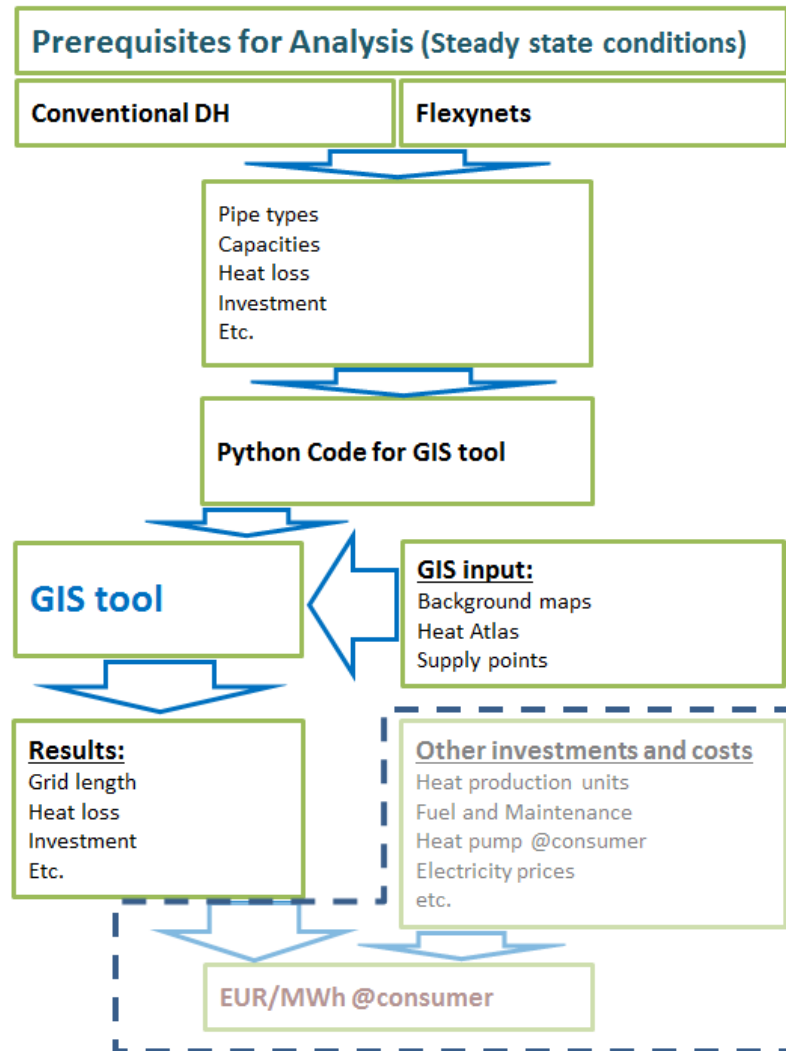 Prerequisites for Analysis (Steady state conditions)
Conventional DH
Flexynets
Pipe types
Capacities
Heat loss
Investment
Etc.
Python Code for GIS tool
GIS tool
GIS input:
Background maps
Heat Atlas
Supply points
Results:
Grid length
Heat loss
Investment
Etc.
Other investments and costs
Heat production units
Fuel and Maintenance
Heat pump @consumer
Electricity prices
etc.
EUR/MWh @consumer